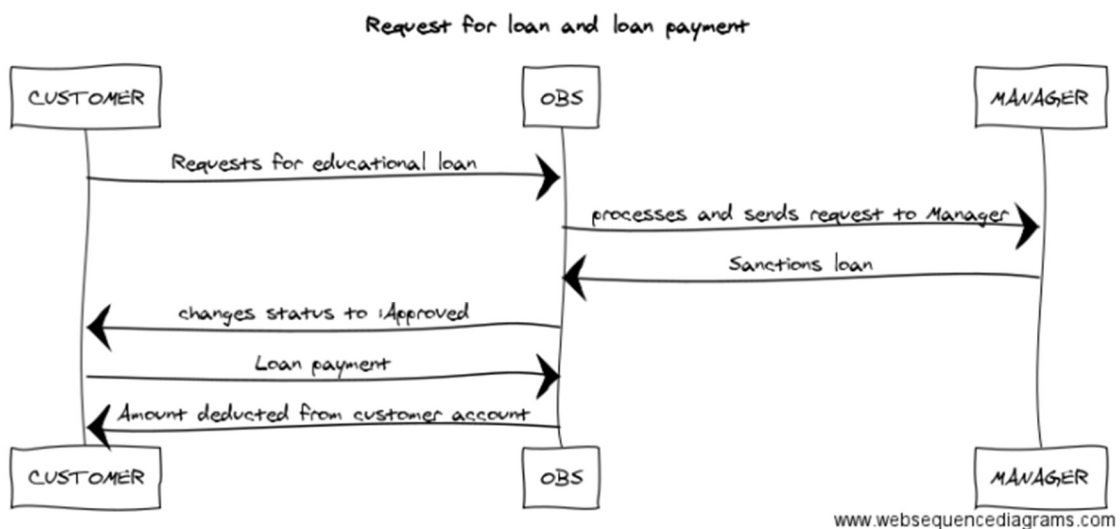 Request for loan and loan payment
CUSTOMER
OBS
MANAGER
Requests for educational loan
processes and sends request to Manager
Sanctions loan
changes status to :Approved
Loan payment
Amount deducted from customer account
CUSTOMER
OBS
MANAGER
www.websequencediagrams.com